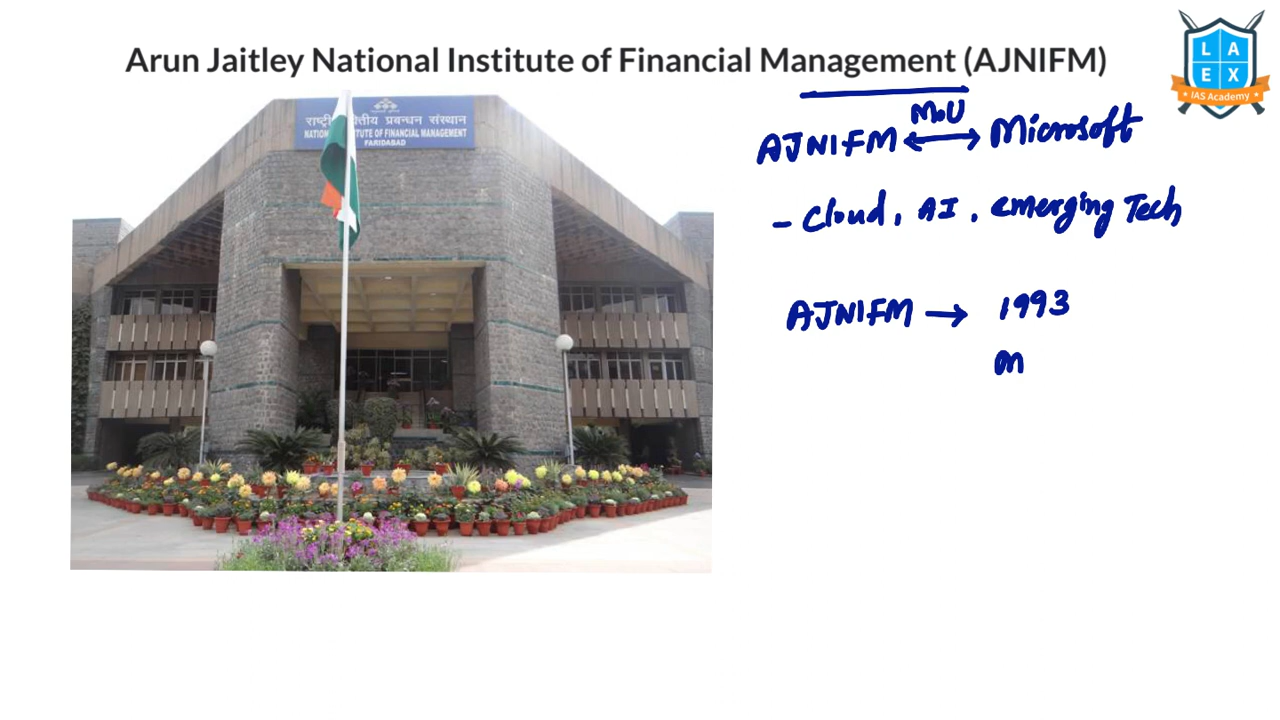 Arun Jaitley National Institute of Financial Management (AJNIFM)
L A
E X
IAS Academy
राष्ट्रीय वित्तीय प्रबन्धन संस्थान
NATIONAL INSTITUTE OF FINANCIAL MANAGEMENT
FARIDABAD
MoU
AJNIFM ↔ Microsoft
- Cloud, AI, emerging Tech
AJNIFM → 1993
m